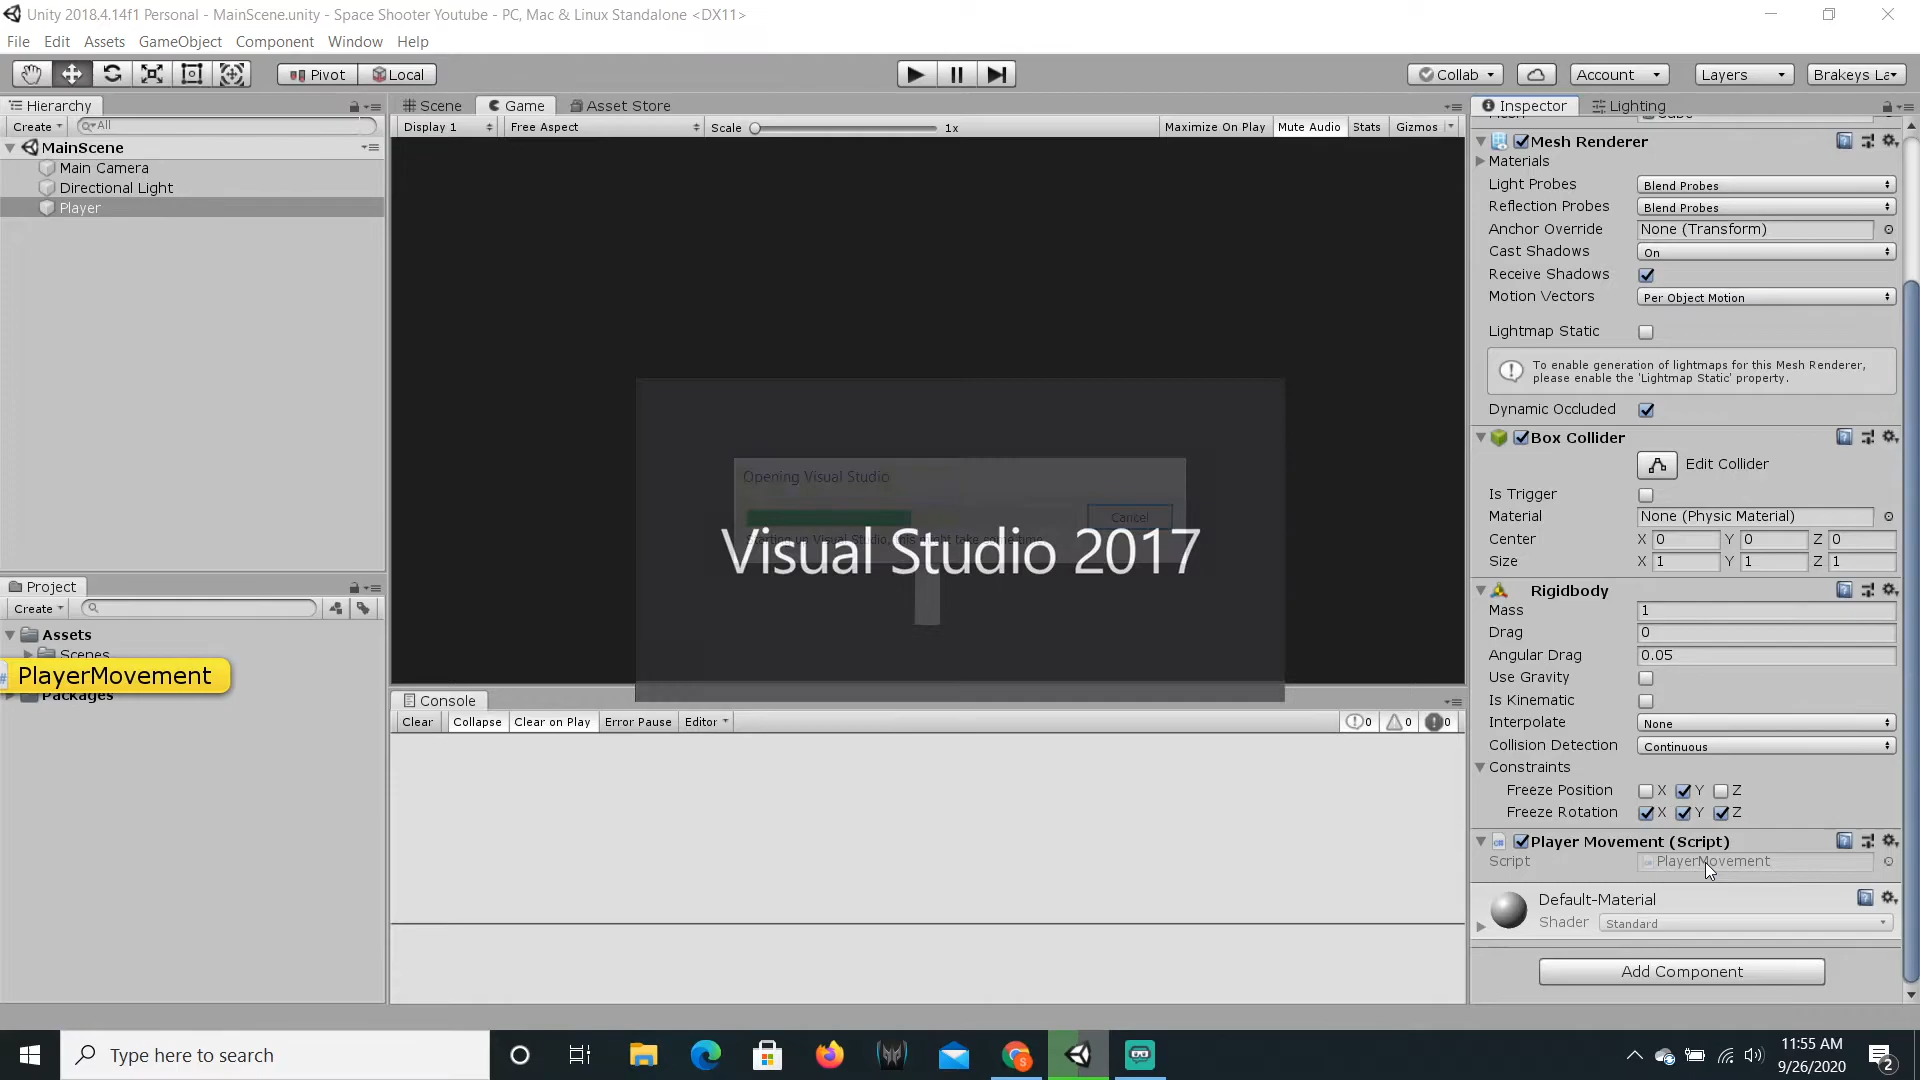 Unity 2018.4.14f1 Personal - MainScene.unity - Space Shooter Youtube - PC, Mac & Linux Standalone <DX11>
File Edit Assets GameObject Component Window Help
Pivot Local Collab Account Layers Brakeys La
Hierarchy Scene Game Asset Store Inspector Lighting
Create All Display 1 Free Aspect Scale 1x Maximize On Play Mute Audio Stats Gizmos
MainScene
Main Camera
Directional Light
Player
Mesh Renderer
Materials
Light Probes Blend Probes
Reflection Probes Blend Probes
Anchor Override None (Transform)
Cast Shadows On
Receive Shadows
Motion Vectors Per Object Motion
Lightmap Static
To enable generation of lightmaps for this Mesh Renderer,
please enable the 'Lightmap Static' property.
Dynamic Occluded
Box Collider
Edit Collider
Is Trigger
Material None (Physic Material)
Center X 0 Y 0 Z 0
Size X 1 Y 1 Z 1
Rigidbody
Mass 1
Drag 0
Angular Drag 0.05
Use Gravity
Is Kinematic
Interpolate None
Collision Detection Continuous
Constraints
Freeze Position X Y Z
Freeze Rotation X Y Z
Player Movement (Script)
Script PlayerMovement
Default-Material
Shader Standard
Add Component
Opening Visual Studio
Cancel
Visual Studio 2017
Project
Create
Assets
Scenes
PlayerMovement
Packages
Console
Clear Collapse Clear on Play Error Pause Editor 0 0 0
Type here to search
11:55 AM
9/26/2020
2